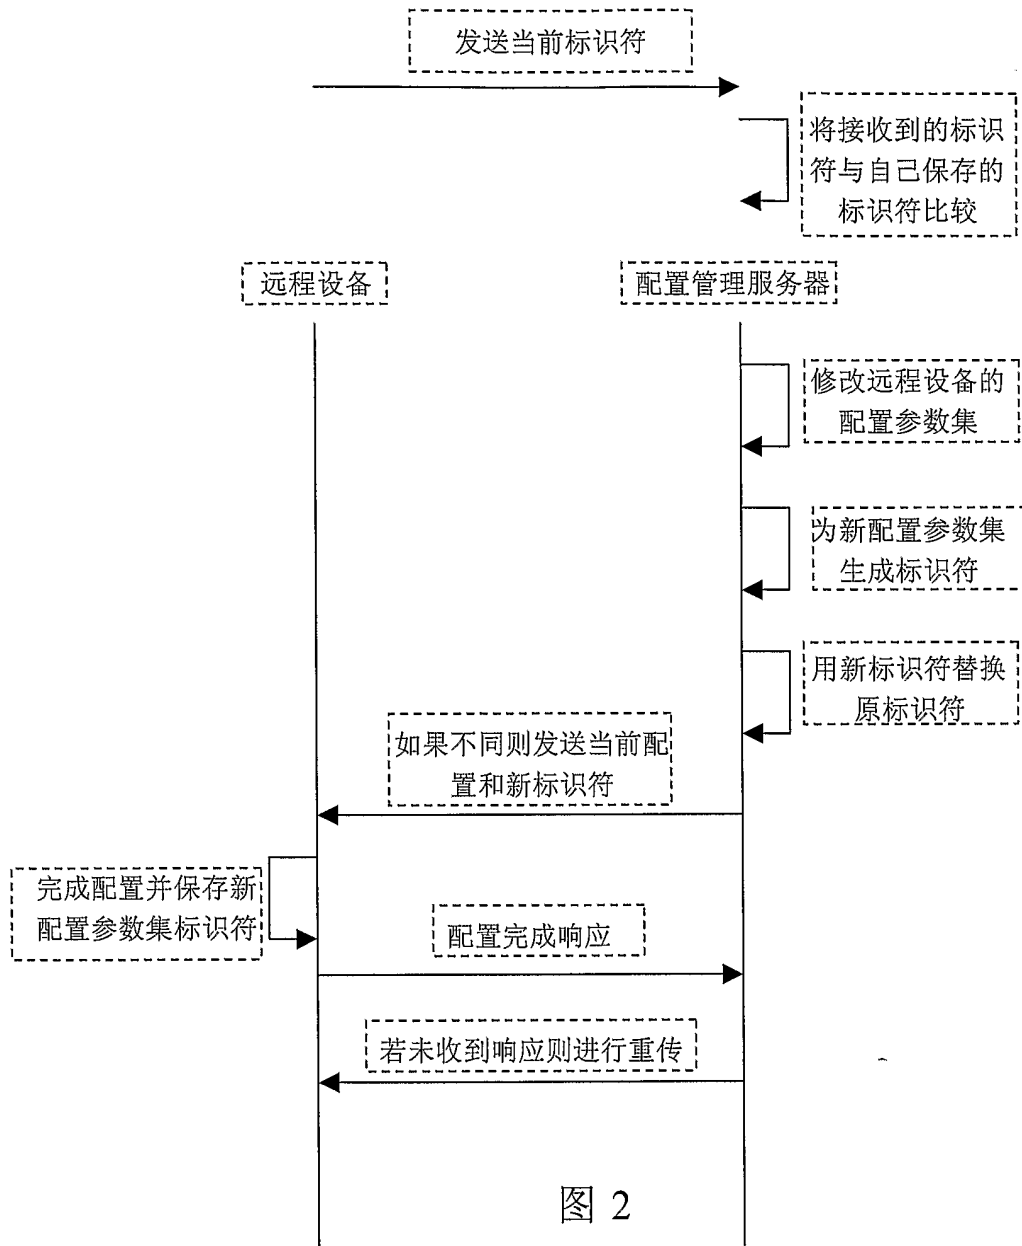 发送当前标识符
将接收到的标识
符与自己保存的
标识符比较
远程设备
配置管理服务器
修改远程设备的
配置参数集
为新配置参数集
生成标识符
用新标识符替换
原标识符
如果不同则发送当前配
置和新标识符
完成配置并保存新
配置参数集标识符
配置完成响应
若未收到响应则进行重传
图 2